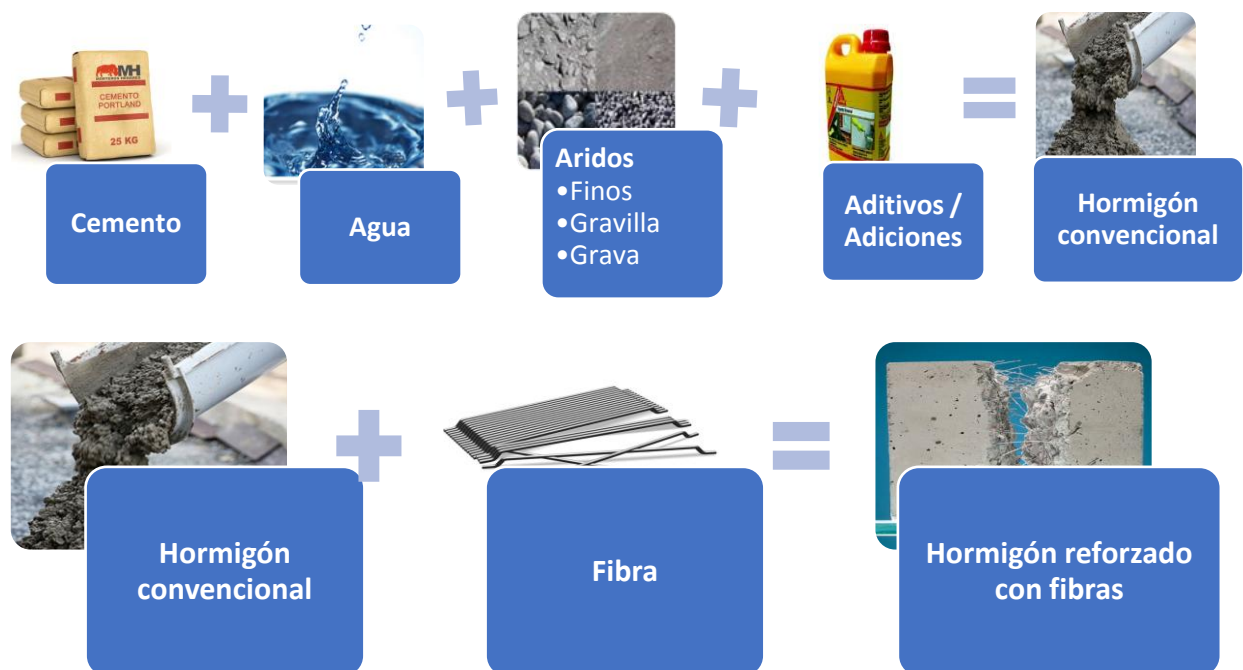 MH
CEMENTO
PORTLAND
25 KG
Cemento
Agua
Aridos
•Finos
•Gravilla
•Grava
Aditivos /
Adiciones
Hormigón
convencional
Hormigón
convencional
Fibra
Hormigón reforzado
con fibras